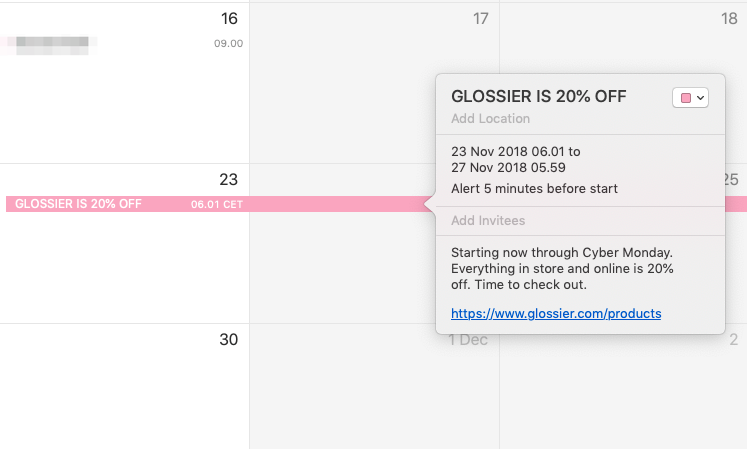 16
17
18
09.00
GLOSSIER IS 20% OFF
Add Location
23 Nov 2018 06.01 to
27 Nov 2018 05.59
Alert 5 minutes before start
23
25
GLOSSIER IS 20% OFF 06.01 CET
Add Invitees
Starting now through Cyber Monday.
Everything in store and online is 20%
off. Time to check out.
https://www.glossier.com/products
30
1 Dec
2